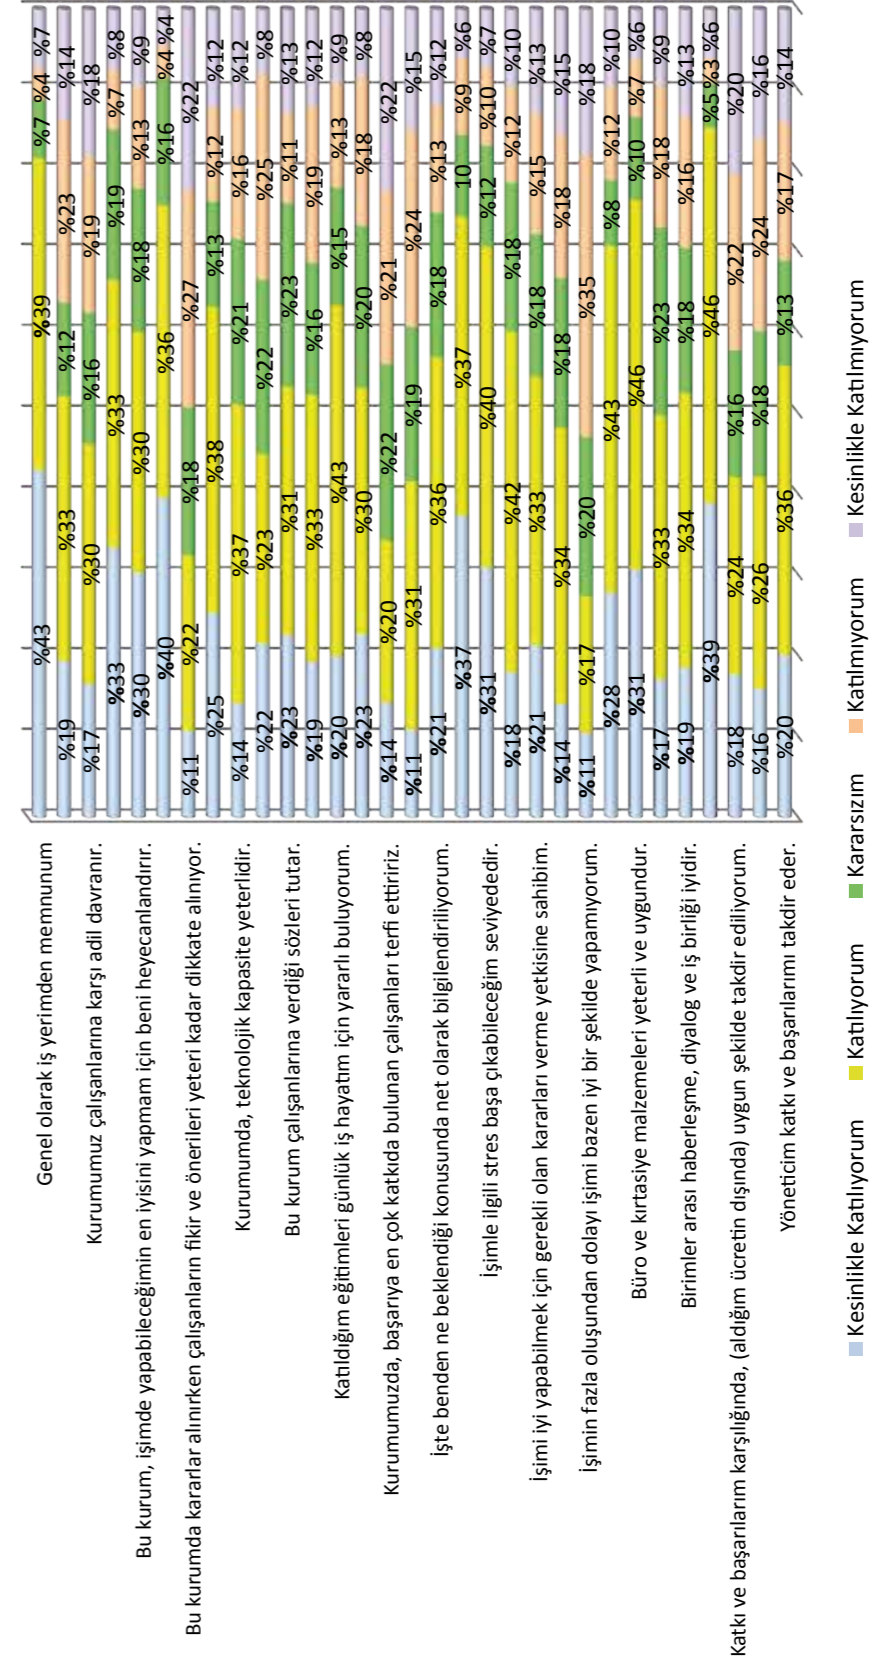 Genel olarak iş yerimden memnunum %43 %39 %7 %4 %7
%19 %33 %12 %23 %14
Kurumumuz çalışanlarına karşı adil davranır. %17 %30 %16 %19 %18
%33 %33 %19 %7 %8
Bu kurum, işimde yapabileceğimin en iyisini yapmam için beni heyecanlandırır. %30 %30 %18 %13 %9
%40 %36 %16 %4 %4
Bu kurumda kararlar alınırken çalışanların fikir ve önerileri yeteri kadar dikkate alınıyor. %11 %22 %18 %27 %22
%25 %38 %13 %12 %12
Kurumumda, teknolojik kapasite yeterlidir. %14 %37 %21 %16 %12
%22 %23 %22 %25 %8
Bu kurum çalışanlarına verdiği sözleri tutar. %23 %31 %23 %11 %13
%19 %33 %16 %19 %12
Katıldığım eğitimleri günlük iş hayatım için yararlı buluyorum. %20 %43 %15 %13 %9
%23 %30 %20 %18 %8
Kurumumuzda, başarıya en çok katkıda bulunan çalışanları terfi ettiririz. %14 %20 %22 %21 %22
%11 %31 %19 %24 %15
İşte benden ne beklendiği konusunda net olarak bilgilendiriliyorum. %21 %36 %18 %13 %12
%37 %37 10 %9 %6
İşimle ilgili stres başa çıkabileceğim seviyededir. %31 %40 %12 %10 %7
%18 %42 %18 %12 %10
İşimi iyi yapabilmek için gerekli olan kararları verme yetkisine sahibim. %21 %33 %18 %15 %13
%14 %34 %18 %18 %15
İşimin fazla oluşundan dolayı işimi bazen iyi bir şekilde yapamıyorum. %11 %17 %20 %35 %18
%28 %43 %8 %12 %10
Büro ve kırtasiye malzemeleri yeterli ve uygundur. %31 %46 %10 %7 %6
%17 %33 %23 %18 %9
Birimler arası haberleşme, diyalog ve iş birliği iyidir. %19 %34 %18 %16 %13
%39 %46 %5 %3 %6
Katkı ve başarılarım karşılığında, (aldığım ücretin dışında) uygun şekilde takdir ediliyorum. %18 %24 %16 %22 %20
%16 %26 %18 %24 %16
Yöneticim katkı ve başarılarımı takdir eder. %20 %36 %13 %17 %14
Kesinlikle Katılıyorum Katılıyorum Kararsızım Katılmıyorum Kesinlikle Katılmıyorum